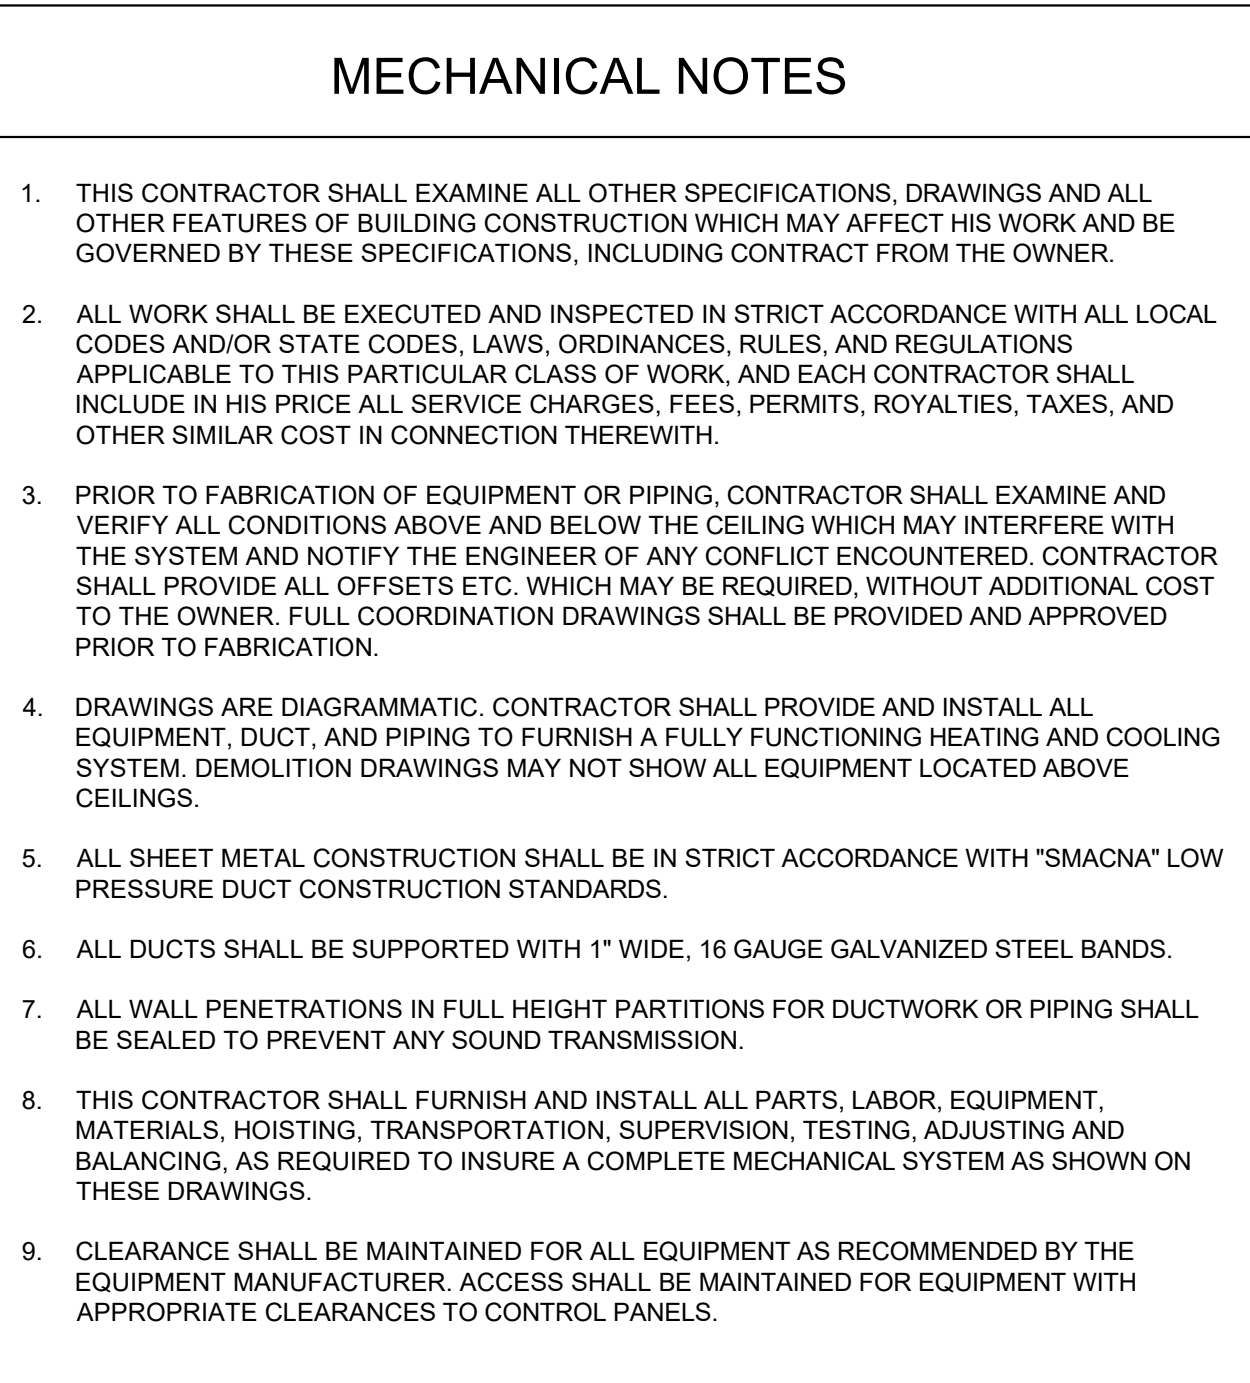 MECHANICAL NOTES
1. THIS CONTRACTOR SHALL EXAMINE ALL OTHER SPECIFICATIONS, DRAWINGS AND ALL
OTHER FEATURES OF BUILDING CONSTRUCTION WHICH MAY AFFECT HIS WORK AND BE
GOVERNED BY THESE SPECIFICATIONS, INCLUDING CONTRACT FROM THE OWNER.
2. ALL WORK SHALL BE EXECUTED AND INSPECTED IN STRICT ACCORDANCE WITH ALL LOCAL
CODES AND/OR STATE CODES, LAWS, ORDINANCES, RULES, AND REGULATIONS
APPLICABLE TO THIS PARTICULAR CLASS OF WORK, AND EACH CONTRACTOR SHALL
INCLUDE IN HIS PRICE ALL SERVICE CHARGES, FEES, PERMITS, ROYALTIES, TAXES, AND
OTHER SIMILAR COST IN CONNECTION THEREWITH.
3. PRIOR TO FABRICATION OF EQUIPMENT OR PIPING, CONTRACTOR SHALL EXAMINE AND
VERIFY ALL CONDITIONS ABOVE AND BELOW THE CEILING WHICH MAY INTERFERE WITH
THE SYSTEM AND NOTIFY THE ENGINEER OF ANY CONFLICT ENCOUNTERED. CONTRACTOR
SHALL PROVIDE ALL OFFSETS ETC. WHICH MAY BE REQUIRED, WITHOUT ADDITIONAL COST
TO THE OWNER. FULL COORDINATION DRAWINGS SHALL BE PROVIDED AND APPROVED
PRIOR TO FABRICATION.
4. DRAWINGS ARE DIAGRAMMATIC. CONTRACTOR SHALL PROVIDE AND INSTALL ALL
EQUIPMENT, DUCT, AND PIPING TO FURNISH A FULLY FUNCTIONING HEATING AND COOLING
SYSTEM. DEMOLITION DRAWINGS MAY NOT SHOW ALL EQUIPMENT LOCATED ABOVE
CEILINGS.
5. ALL SHEET METAL CONSTRUCTION SHALL BE IN STRICT ACCORDANCE WITH "SMACNA" LOW
PRESSURE DUCT CONSTRUCTION STANDARDS.
6. ALL DUCTS SHALL BE SUPPORTED WITH 1" WIDE, 16 GAUGE GALVANIZED STEEL BANDS.
7. ALL WALL PENETRATIONS IN FULL HEIGHT PARTITIONS FOR DUCTWORK OR PIPING SHALL
BE SEALED TO PREVENT ANY SOUND TRANSMISSION.
8. THIS CONTRACTOR SHALL FURNISH AND INSTALL ALL PARTS, LABOR, EQUIPMENT,
MATERIALS, HOISTING, TRANSPORTATION, SUPERVISION, TESTING, ADJUSTING AND
BALANCING, AS REQUIRED TO INSURE A COMPLETE MECHANICAL SYSTEM AS SHOWN ON
THESE DRAWINGS.
9. CLEARANCE SHALL BE MAINTAINED FOR ALL EQUIPMENT AS RECOMMENDED BY THE
EQUIPMENT MANUFACTURER. ACCESS SHALL BE MAINTAINED FOR EQUIPMENT WITH
APPROPRIATE CLEARANCES TO CONTROL PANELS.